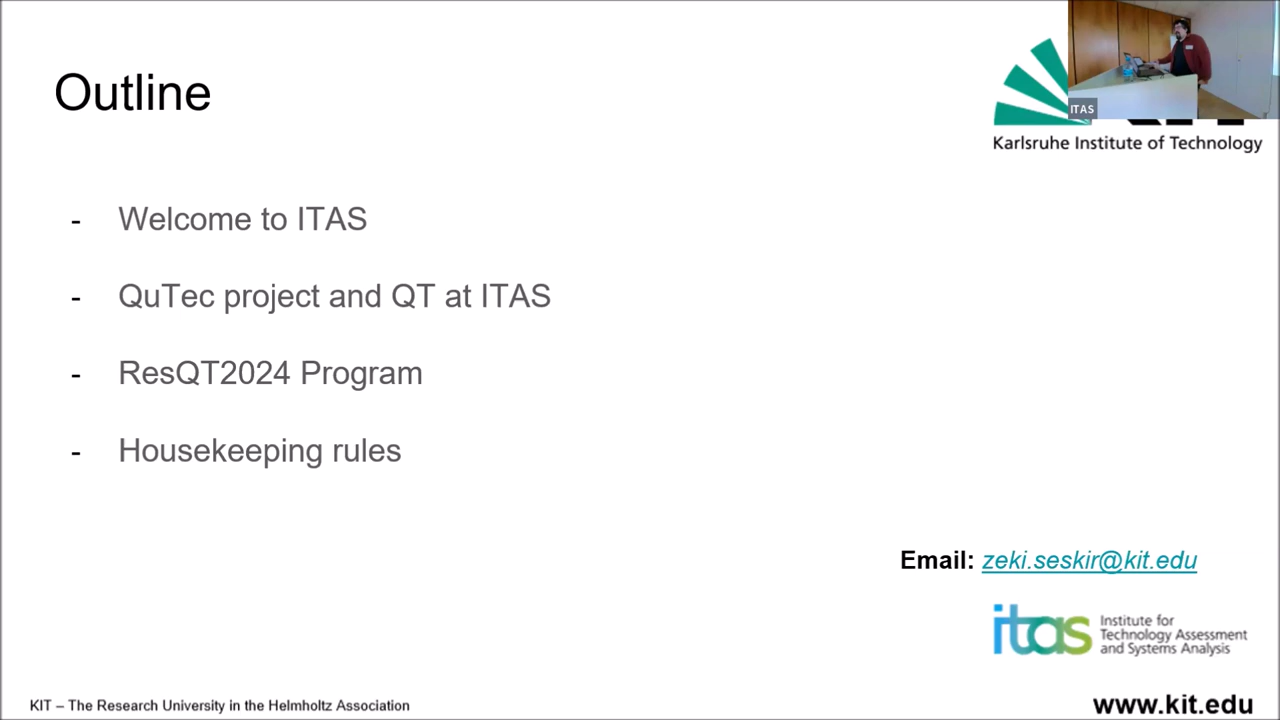 Outline
ITAS
Karlsruhe Institute of Technology
- Welcome to ITAS
- QuTec project and QT at ITAS
- ResQT2024 Program
- Housekeeping rules
Email: zeki.seskir@kit.edu
itas
Institute for
Technology Assessment
and Systems Analysis
KIT – The Research University in the Helmholtz Association
www.kit.edu